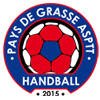 • PAYS DE GRASSE ASPTT •
HANDBALL
• 2015 •